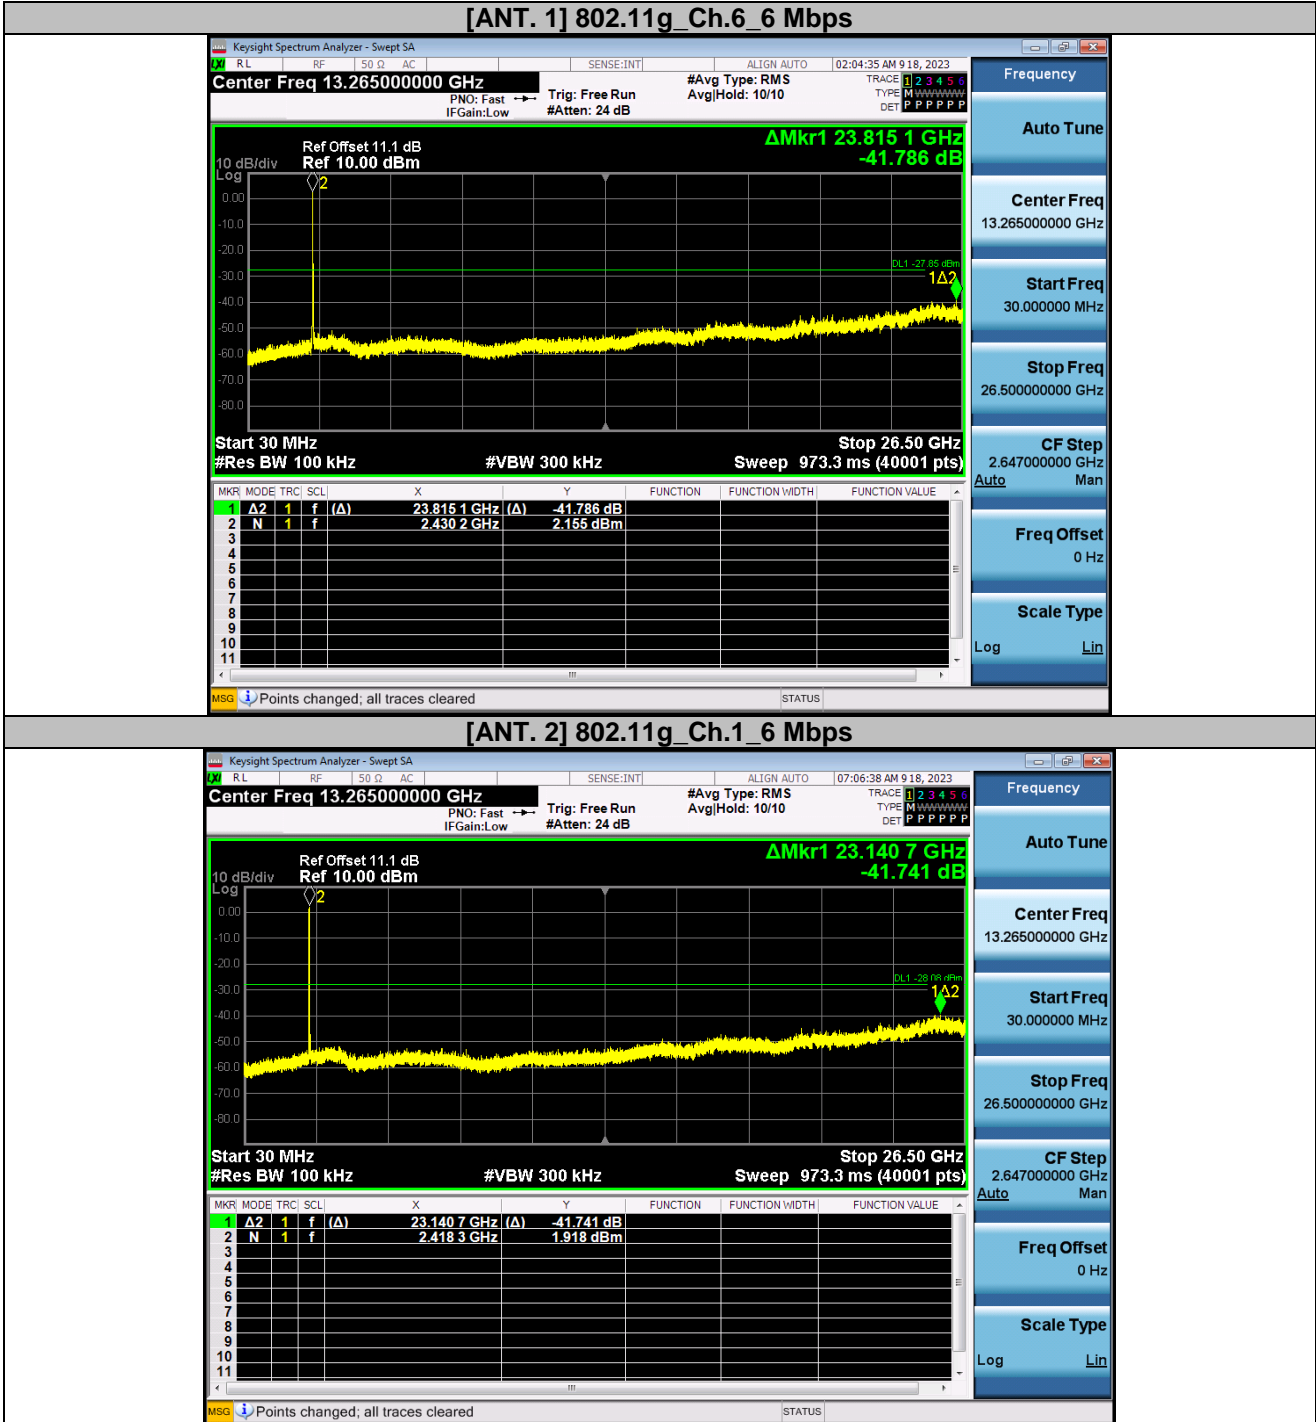 [ANT. 1] 802.11g_Ch.6_6 Mbps
Keysight Spectrum Analyzer - Swept SA
LXI RL RF 50 Ω AC SENSE:INT ALIGN AUTO 02:04:35 AM 9 18, 2023
Center Freq 13.265000000 GHz #Avg Type: RMS TRACE 1 2 3 4 5 6
PNO: Fast Trig: Free Run Avg|Hold: 10/10 TYPE M WWWWW
IFGain:Low #Atten: 24 dB DET P P P P P P
ΔMkr1 23.815 1 GHz
-41.786 dB
Ref Offset 11.1 dB
10 dB/div Ref 10.00 dBm
Log
2
0.00
-10.0
-20.0
DL1 -27.85 dBm
-30.0
1Δ2
-40.0
-50.0
-60.0
-70.0
-80.0
Start 30 MHz Stop 26.50 GHz
#Res BW 100 kHz #VBW 300 kHz Sweep 973.3 ms (40001 pts)
MKR MODE TRC SCL X Y FUNCTION FUNCTION WIDTH FUNCTION VALUE
1 Δ2 1 f (Δ) 23.815 1 GHz (Δ) -41.786 dB
2 N 1 f 2.430 2 GHz 2.155 dBm
3
4
5
6
7
8
9
10
11
MSG Points changed; all traces cleared STATUS
Frequency
Auto Tune
Center Freq
13.265000000 GHz
Start Freq
30.000000 MHz
Stop Freq
26.500000000 GHz
CF Step
2.647000000 GHz
Auto Man
Freq Offset
0 Hz
Scale Type
Log Lin
[ANT. 2] 802.11g_Ch.1_6 Mbps
Keysight Spectrum Analyzer - Swept SA
LXI RL RF 50 Ω AC SENSE:INT ALIGN AUTO 07:06:38 AM 9 18, 2023
Center Freq 13.265000000 GHz #Avg Type: RMS TRACE 1 2 3 4 5 6
PNO: Fast Trig: Free Run Avg|Hold: 10/10 TYPE M WWWWW
IFGain:Low #Atten: 24 dB DET P P P P P P
ΔMkr1 23.140 7 GHz
-41.741 dB
Ref Offset 11.1 dB
10 dB/div Ref 10.00 dBm
Log
2
0.00
-10.0
-20.0
DL1 -28.08 dBm
-30.0
1Δ2
-40.0
-50.0
-60.0
-70.0
-80.0
Start 30 MHz Stop 26.50 GHz
#Res BW 100 kHz #VBW 300 kHz Sweep 973.3 ms (40001 pts)
MKR MODE TRC SCL X Y FUNCTION FUNCTION WIDTH FUNCTION VALUE
1 Δ2 1 f (Δ) 23.140 7 GHz (Δ) -41.741 dB
2 N 1 f 2.418 3 GHz 1.918 dBm
3
4
5
6
7
8
9
10
11
MSG Points changed; all traces cleared STATUS
Frequency
Auto Tune
Center Freq
13.265000000 GHz
Start Freq
30.000000 MHz
Stop Freq
26.500000000 GHz
CF Step
2.647000000 GHz
Auto Man
Freq Offset
0 Hz
Scale Type
Log Lin